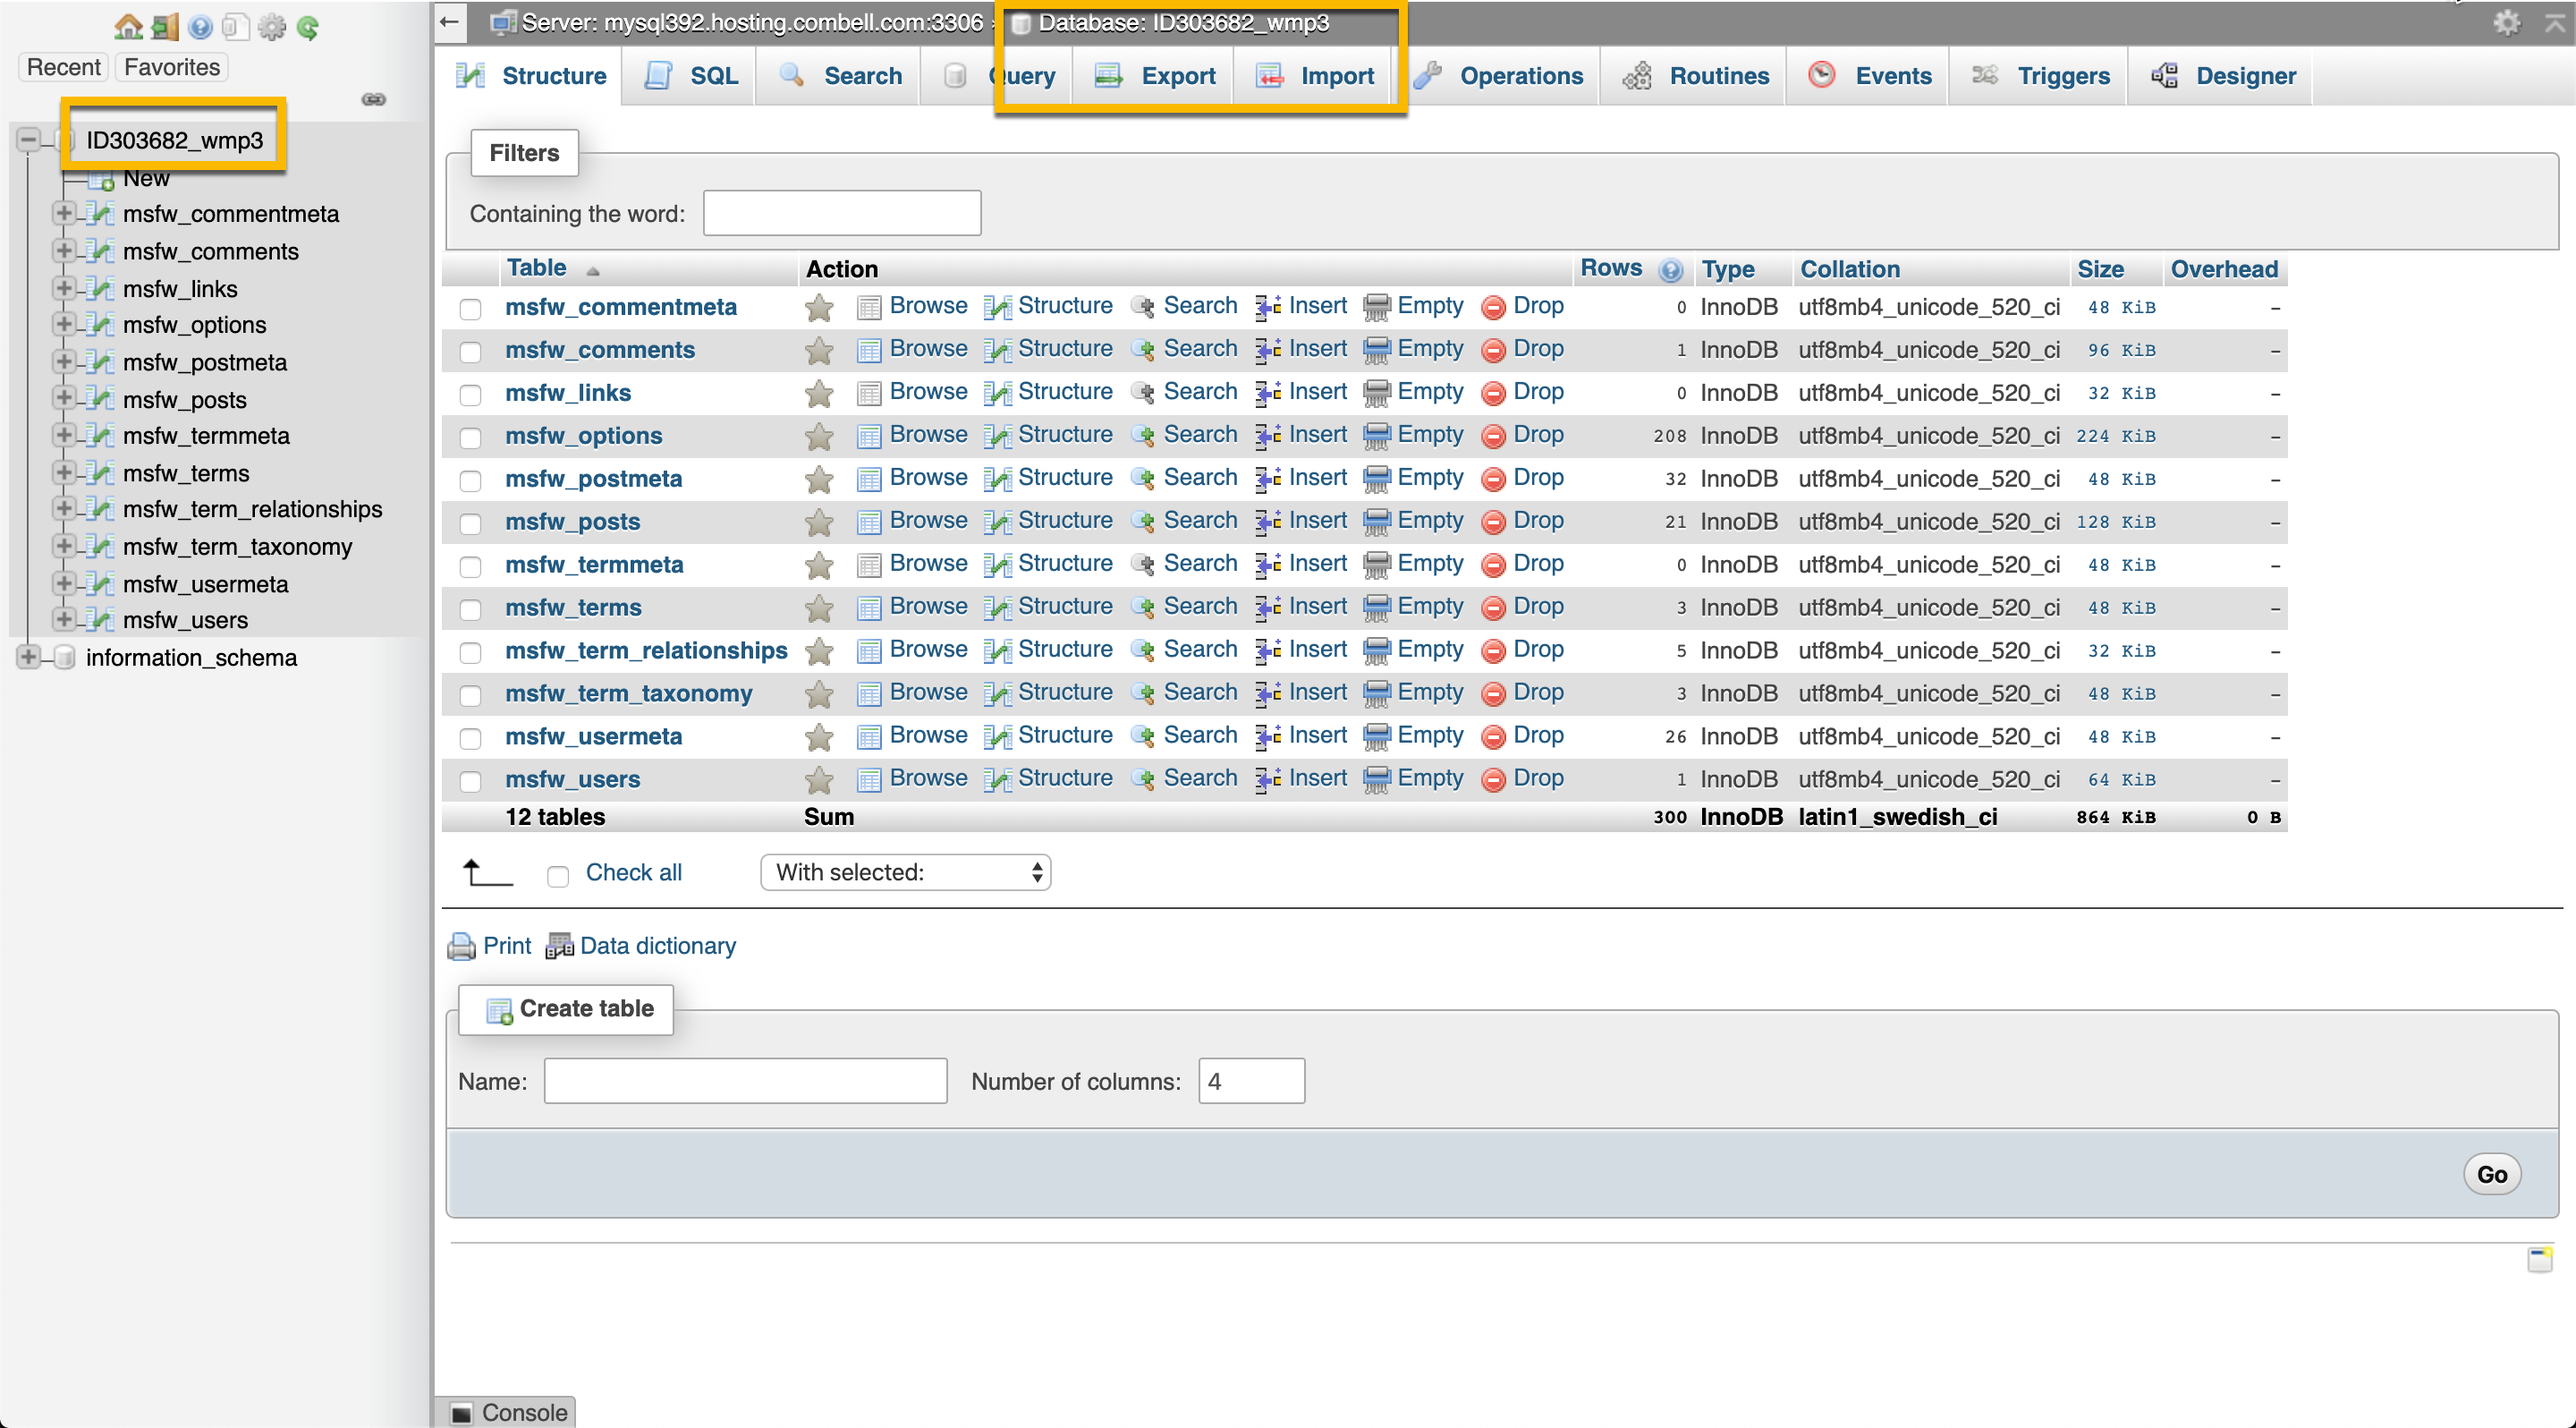 Recent Favorites
ID303682_wmp3
New
msfw_commentmeta
msfw_comments
msfw_links
msfw_options
msfw_postmeta
msfw_posts
msfw_termmeta
msfw_terms
msfw_term_relationships
msfw_term_taxonomy
msfw_usermeta
msfw_users
information_schema
Server: mysql392.hosting.combell.com:3306 » Database: ID303682_wmp3
Structure SQL Search Query Export Import Operations Routines Events Triggers Designer
Filters
Containing the word:
Table Action Rows Type Collation Size Overhead
msfw_commentmeta Browse Structure Search Insert Empty Drop 0 InnoDB utf8mb4_unicode_520_ci 48 KiB –
msfw_comments Browse Structure Search Insert Empty Drop 1 InnoDB utf8mb4_unicode_520_ci 96 KiB –
msfw_links Browse Structure Search Insert Empty Drop 0 InnoDB utf8mb4_unicode_520_ci 32 KiB –
msfw_options Browse Structure Search Insert Empty Drop 208 InnoDB utf8mb4_unicode_520_ci 224 KiB –
msfw_postmeta Browse Structure Search Insert Empty Drop 32 InnoDB utf8mb4_unicode_520_ci 48 KiB –
msfw_posts Browse Structure Search Insert Empty Drop 21 InnoDB utf8mb4_unicode_520_ci 128 KiB –
msfw_termmeta Browse Structure Search Insert Empty Drop 0 InnoDB utf8mb4_unicode_520_ci 48 KiB –
msfw_terms Browse Structure Search Insert Empty Drop 3 InnoDB utf8mb4_unicode_520_ci 48 KiB –
msfw_term_relationships Browse Structure Search Insert Empty Drop 5 InnoDB utf8mb4_unicode_520_ci 32 KiB –
msfw_term_taxonomy Browse Structure Search Insert Empty Drop 3 InnoDB utf8mb4_unicode_520_ci 48 KiB –
msfw_usermeta Browse Structure Search Insert Empty Drop 26 InnoDB utf8mb4_unicode_520_ci 48 KiB –
msfw_users Browse Structure Search Insert Empty Drop 1 InnoDB utf8mb4_unicode_520_ci 64 KiB –
12 tables Sum 300 InnoDB latin1_swedish_ci 864 KiB 0 B
Check all With selected:
Print Data dictionary
Create table
Name: Number of columns: 4
Go
Console